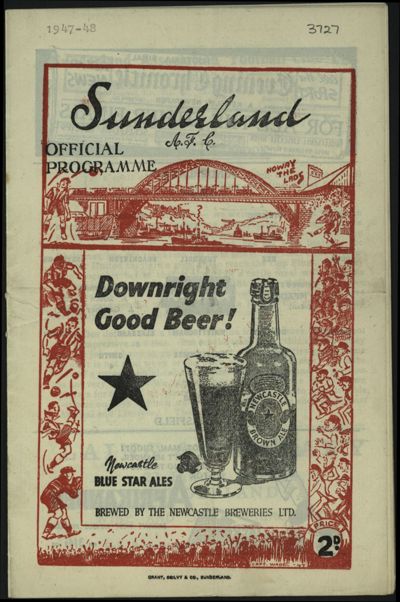 1947-48
3727
Sunderland
A.F.C.
OFFICIAL
PROGRAMME
HOWAY
THE
LADS
Downright
Good Beer!
NEWCASTLE
BROWN ALE
Newcastle
BLUE STAR ALES
BREWED BY THE NEWCASTLE BREWERIES LTD.
PRICE
2D
GRANT, OGILVY & CO., SUNDERLAND.